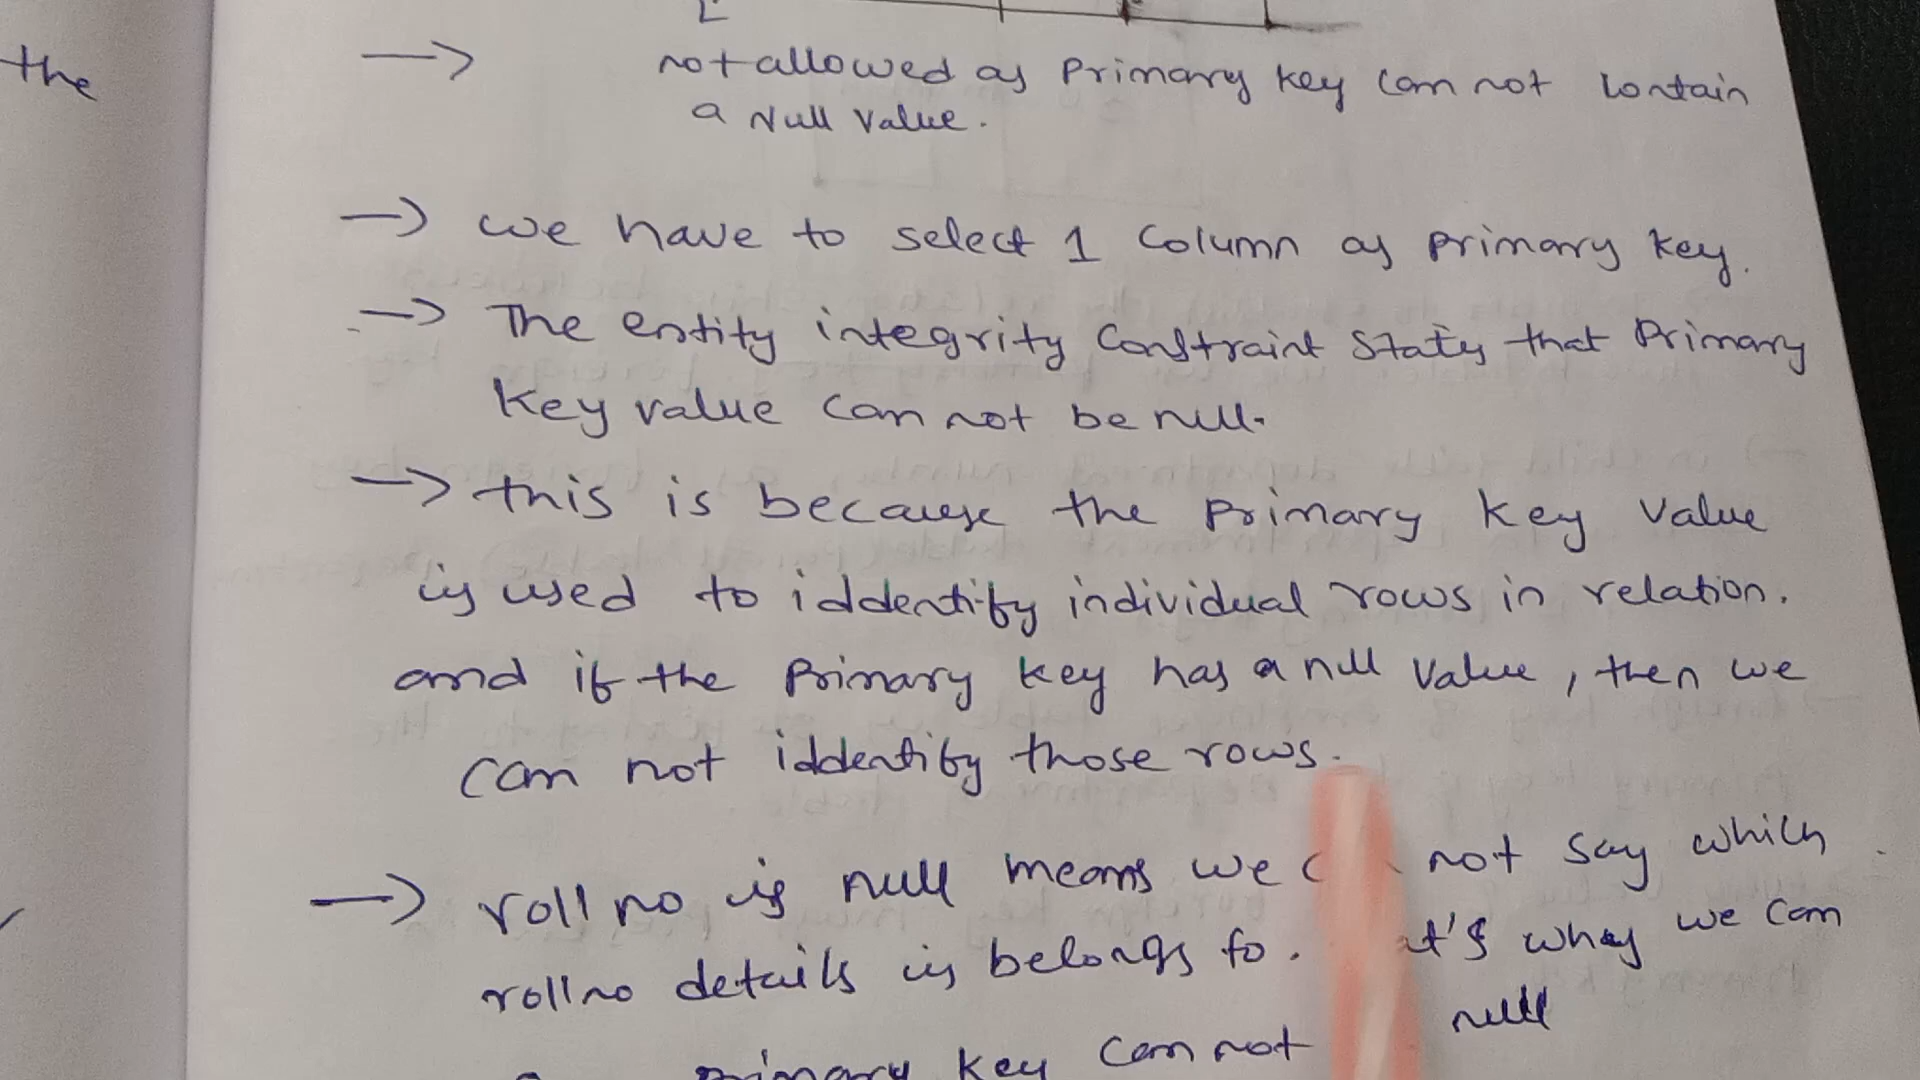 the
→ not allowed as Primary key can not contain
a Null value.
→ we have to select 1 column as primary key.
→ The entity integrity constraint states that Primary
key value can not be null.
→ this is because the primary key value
is used to iddentify individual rows in relation.
and if the primary key has a null value, then we
can not iddentify those rows.
→ roll no is null means we not say which
rollno details is belongs to. we can
primary key can not null